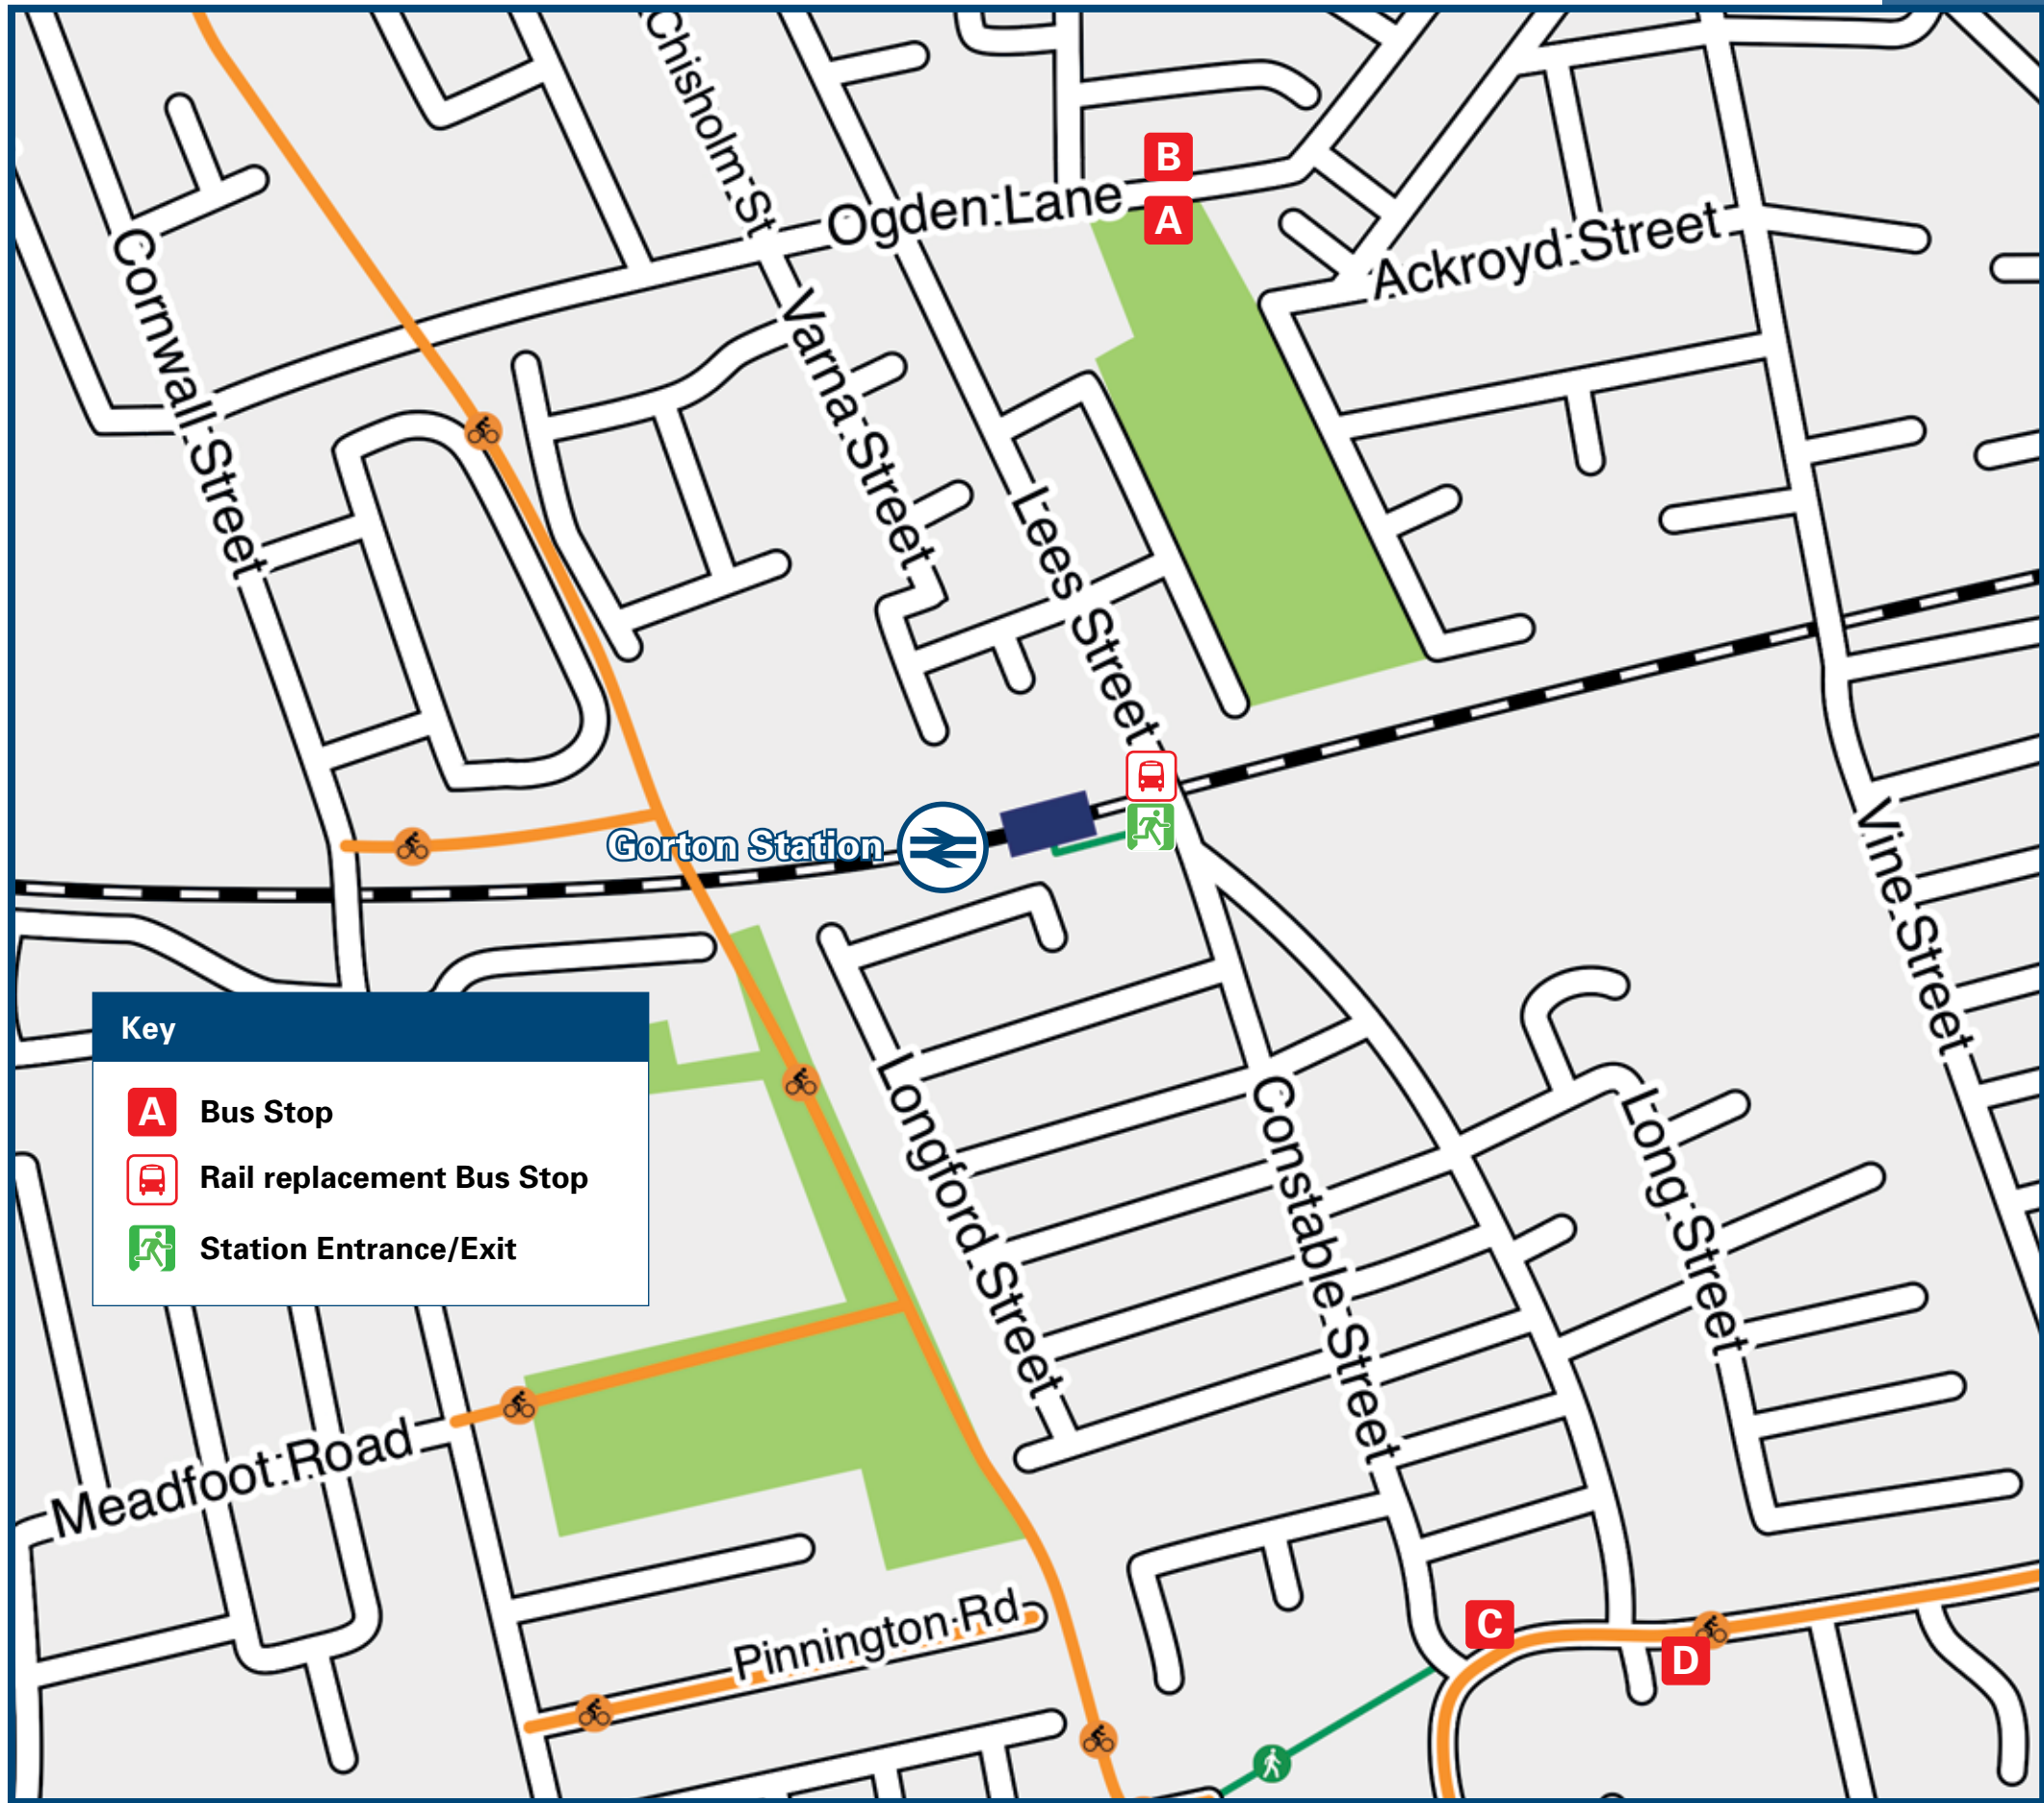 Chisholm St
B
Ogden Lane
A
Ackroyd Street
Cornwall Street
Varna Street
Lees Street
Gorton Station
Vine Street
Key
A Bus Stop
Rail replacement Bus Stop
Station Entrance/Exit
Longford Street
Constable Street
Long Street
Meadfoot Road
Pinnington Rd
C
D